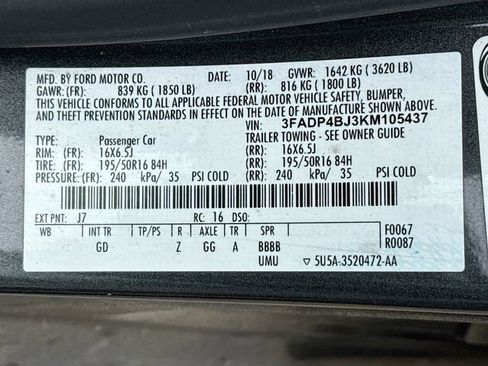 MFD. BY FORD MOTOR CO. DATE: 10/18 GVWR: 1642 KG ( 3620 LB)
GAWR: (FR): 839 KG ( 1850 LB) (RR): 816 KG ( 1800 LB)
THIS VEHICLE CONFORMS TO ALL APPLICABLE FEDERAL MOTOR VEHICLE SAFETY, BUMPER,
AND THEFT PREVENTION STANDARDS IN EFFECT ON THE DATE OF MANUFACTURE SHOWN ABOVE.
VIN: 3FADP4BJ3KM105437
TYPE: Passenger Car TRAILER TOWING - SEE OWNER GUIDE
RIM: (FR): 16X6.5J (RR): 16X6.5J
TIRE: (FR): 195/50R16 84H (RR): 195/50R16 84H
PRESSURE: (FR): 240 kPa/ 35 PSI COLD (RR): 240 kPa/ 35 PSI COLD
EXT PNT: J7 RC: 16 DSO:
WB INT TR TP/PS R AXLE TR SPR F0067
GD Z GG A BBBB R0087
UMU 5U5A-3520472-AA